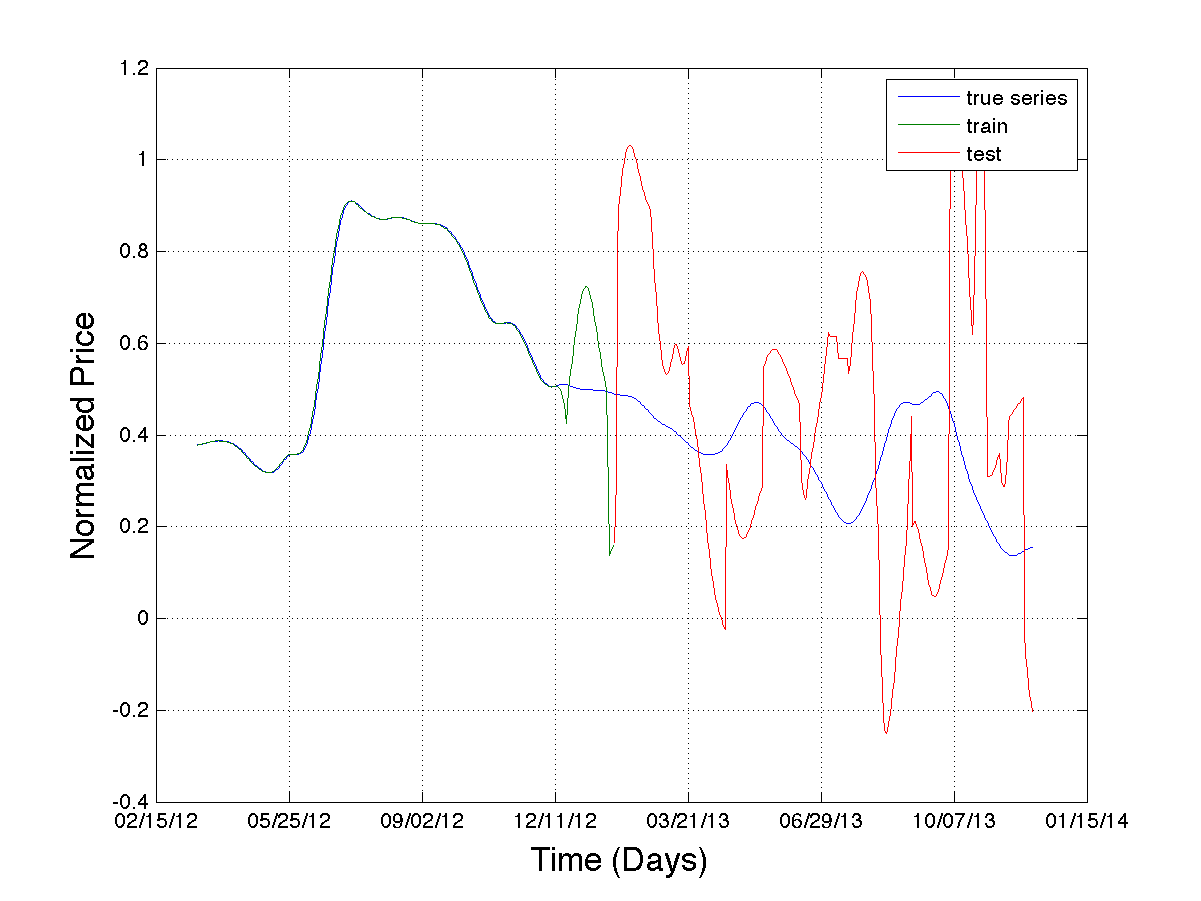 1.2
1
0.8
0.6
0.4
0.2
0
-0.2
-0.4
Normalized Price
true series
train
test
02/15/12 05/25/12 09/02/12 12/11/12 03/21/13 06/29/13 10/07/13 01/15/14
Time (Days)